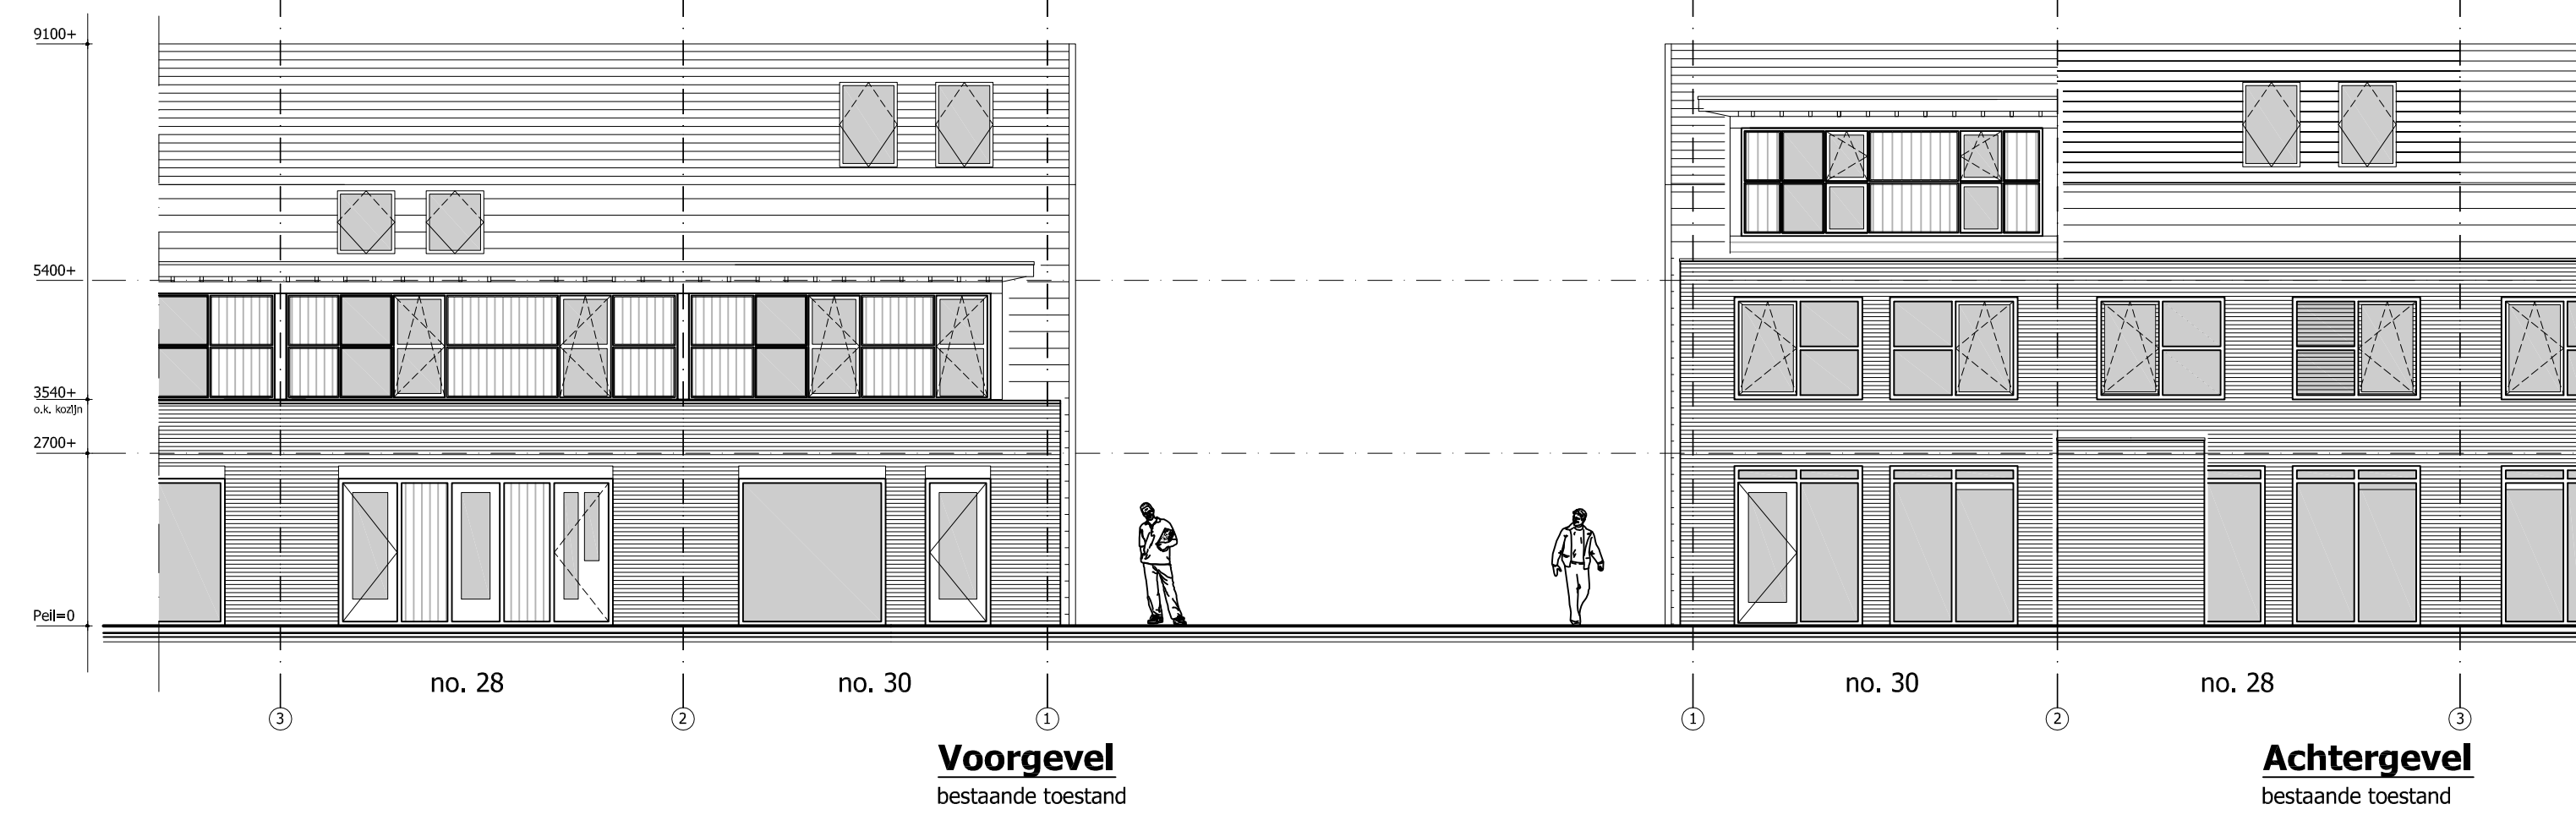 9100+
5400+
3540+
o.k. kozijn
2700+
Peil=0
no. 28
no. 30
no. 30
no. 28
3
2
1
1
2
3
Voorgevel
bestaande toestand
Achtergevel
bestaande toestand